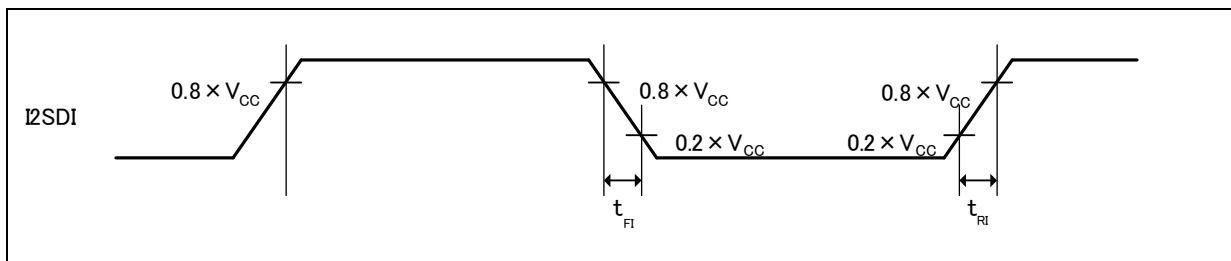 0.8 × VCC
0.8 × VCC
0.8 × VCC
I2SDI
0.2 × VCC
0.2 × VCC
tFI
tRI